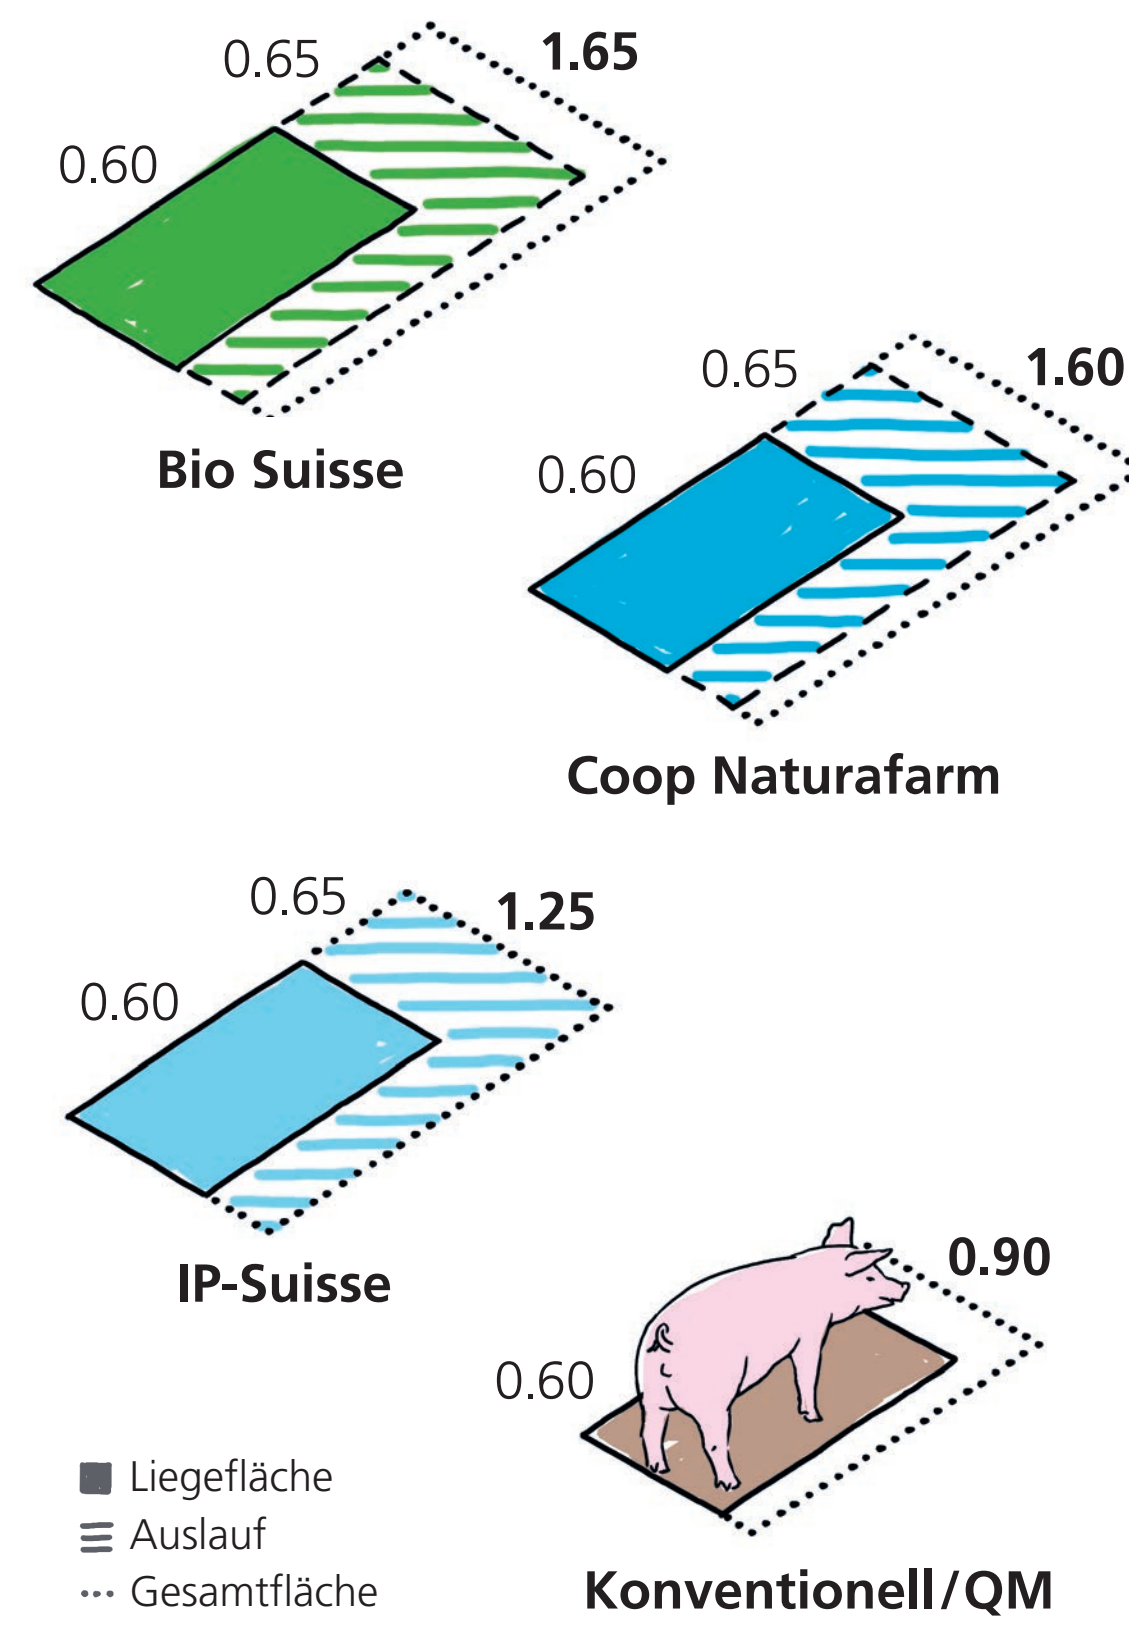 0.65
1.65
0.60
Bio Suisse
0.65
1.60
0.60
Coop Naturafarm
0.65
1.25
0.60
IP-Suisse
0.90
0.60
Konventionell/QM
Liegefläche
Auslauf
Gesamtfläche